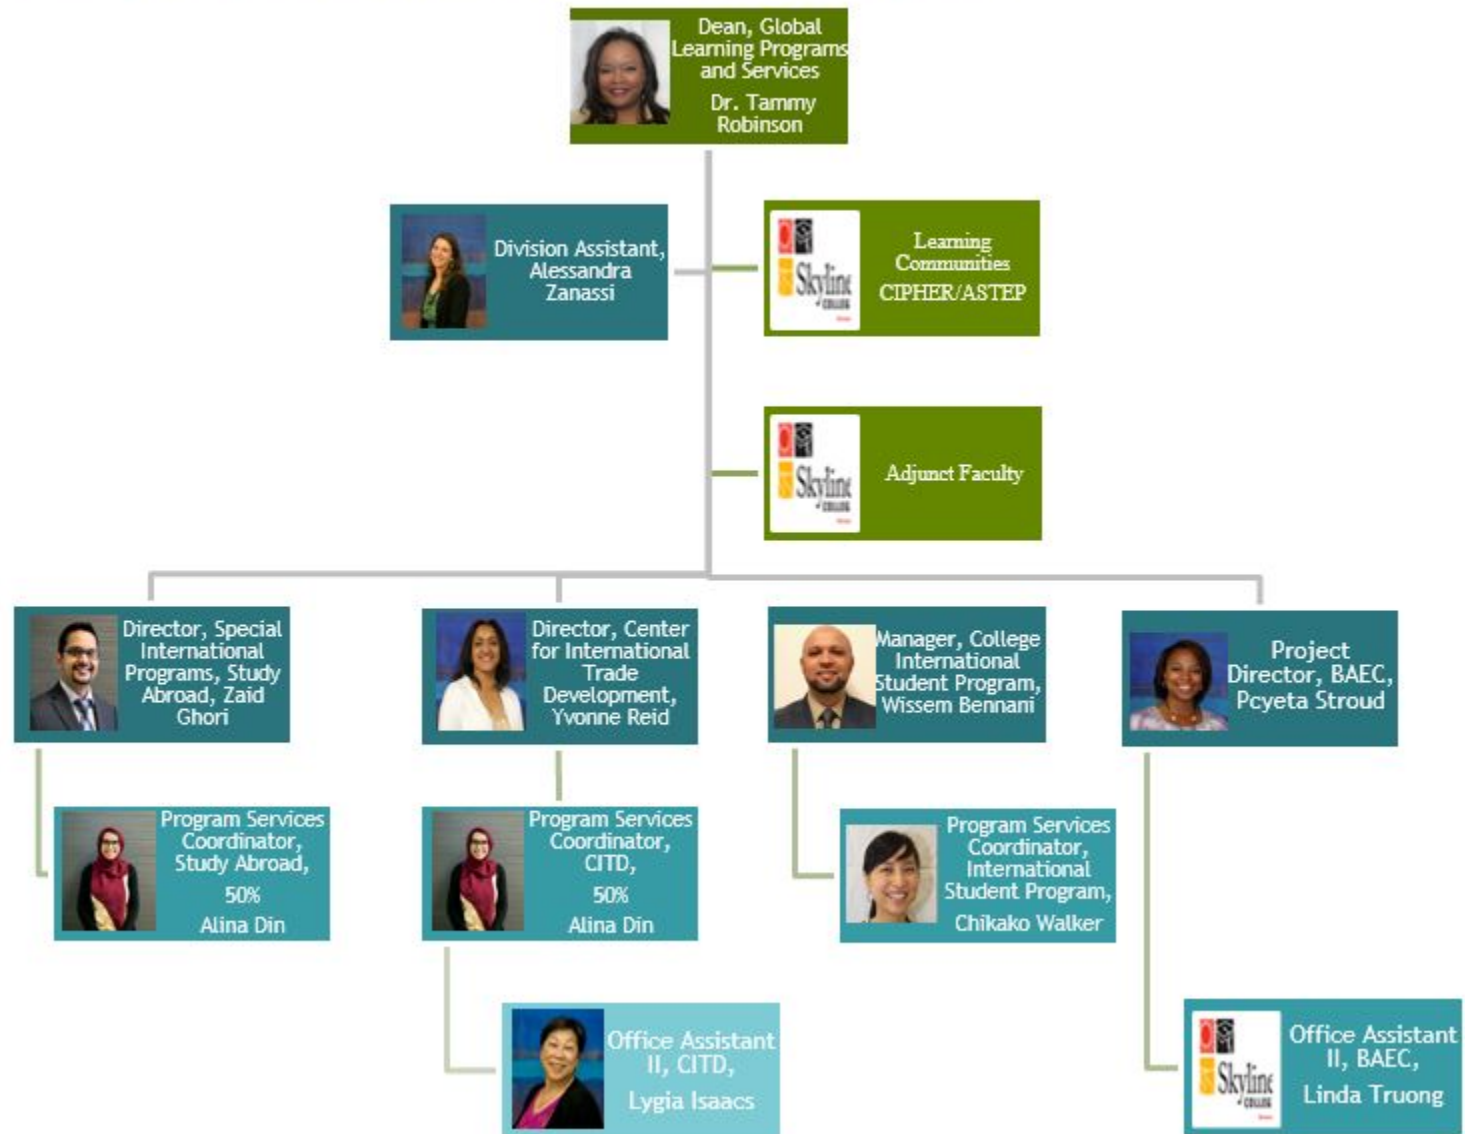 Dean, Global
Learning Programs
and Services
Dr. Tammy
Robinson
Division Assistant,
Alessandra
Zanassi
Skyline
COLLEGE
Learning
Communities
CIPHER/ASTEP
Skyline
COLLEGE
Adjunct Faculty
Director, Special
International
Programs, Study
Abroad, Zaid
Ghori
Director, Center
for International
Trade
Development,
Yvonne Reid
Manager, College
International
Student Program,
Wissem Bennani
Project
Director, BAEC,
Pcyeta Stroud
Program Services
Coordinator,
Study Abroad,
50%
Alina Din
Program Services
Coordinator,
CITD,
50%
Alina Din
Program Services
Coordinator,
International
Student Program,
Chikako Walker
Office Assistant
II, CITD,
Lygia Isaacs
Skyline
COLLEGE
Office Assistant
II, BAEC,
Linda Truong